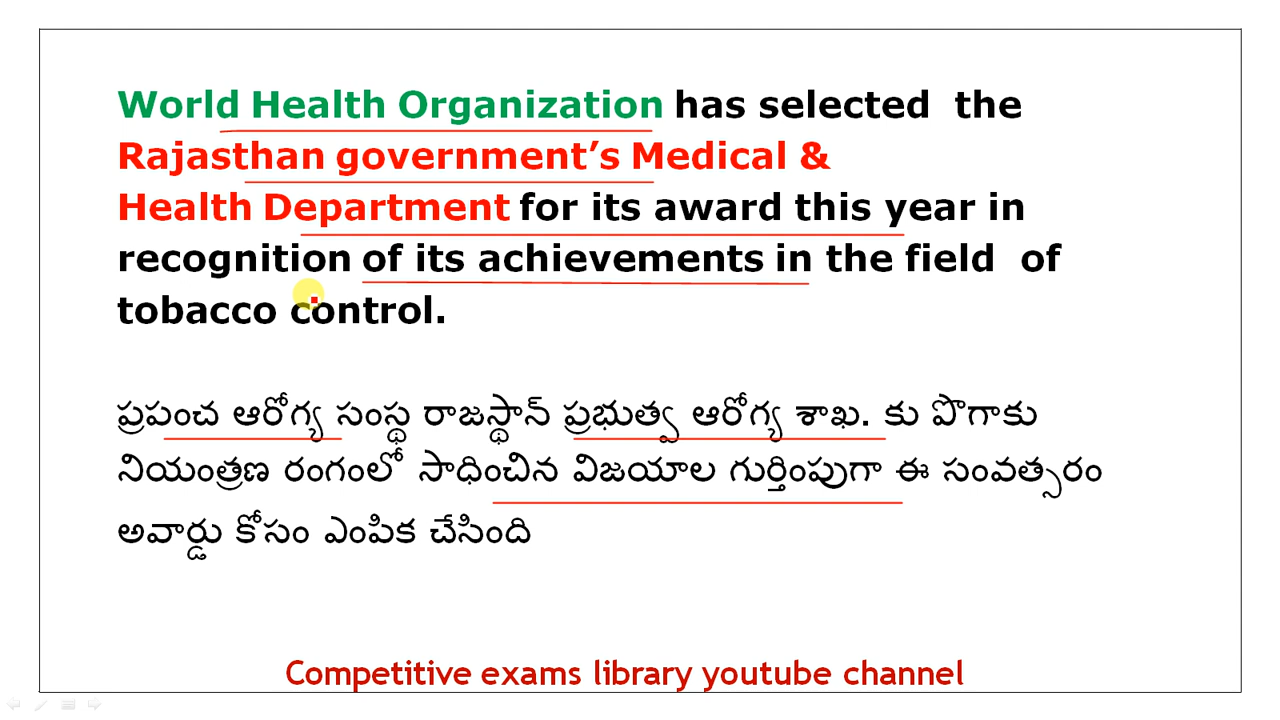 World Health Organization has selected the
Rajasthan government’s Medical &
Health Department for its award this year in
recognition of its achievements in the field of
tobacco control.
ప్రపంచ ఆరోగ్య సంస్థ రాజస్థాన్ ప్రభుత్వ ఆరోగ్య శాఖ. కు పొగాకు
నియంత్రణ రంగంలో సాధించిన విజయాల గుర్తింపుగా ఈ సంవత్సరం
అవార్డు కోసం ఎంపిక చేసింది
Competitive exams library youtube channel